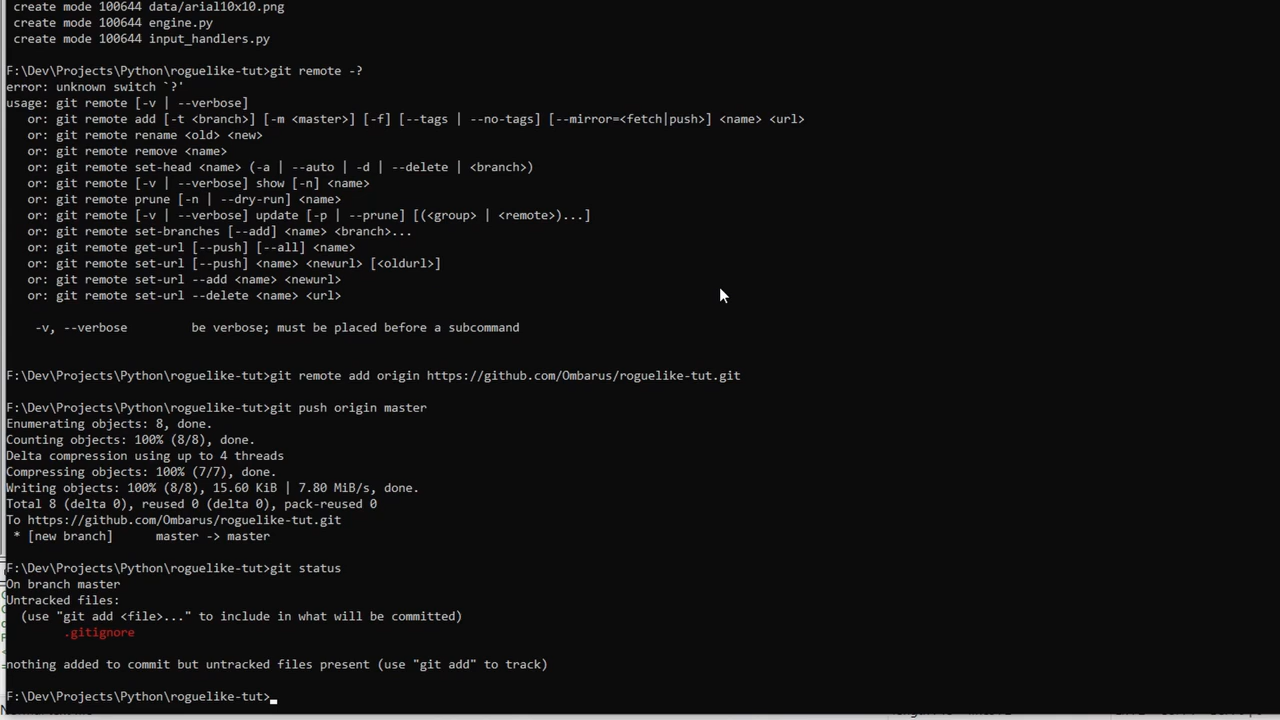 create mode 100644 data/arial10x10.png
create mode 100644 engine.py
create mode 100644 input_handlers.py
F:\Dev\Projects\Python\roguelike-tut>git remote -?
error: unknown switch `?'
usage: git remote [-v | --verbose]
or: git remote add [-t <branch>] [-m <master>] [-f] [--tags | --no-tags] [--mirror=<fetch|push>] <name> <url>
or: git remote rename <old> <new>
or: git remote remove <name>
or: git remote set-head <name> (-a | --auto | -d | --delete | <branch>)
or: git remote [-v | --verbose] show [-n] <name>
or: git remote prune [-n | --dry-run] <name>
or: git remote [-v | --verbose] update [-p | --prune] [(<group> | <remote>)...]
or: git remote set-branches [--add] <name> <branch>...
or: git remote get-url [--push] [--all] <name>
or: git remote set-url [--push] <name> <newurl> [<oldurl>]
or: git remote set-url --add <name> <newurl>
or: git remote set-url --delete <name> <url>
-v, --verbose be verbose; must be placed before a subcommand
F:\Dev\Projects\Python\roguelike-tut>git remote add origin https://github.com/Ombarus/roguelike-tut.git
F:\Dev\Projects\Python\roguelike-tut>git push origin master
Enumerating objects: 8, done.
Counting objects: 100% (8/8), done.
Delta compression using up to 4 threads
Compressing objects: 100% (7/7), done.
Writing objects: 100% (8/8), 15.60 KiB | 7.80 MiB/s, done.
Total 8 (delta 0), reused 0 (delta 0), pack-reused 0
To https://github.com/Ombarus/roguelike-tut.git
* [new branch] master -> master
F:\Dev\Projects\Python\roguelike-tut>git status
On branch master
Untracked files:
(use "git add <file>..." to include in what will be committed)
.gitignore
nothing added to commit but untracked files present (use "git add" to track)
F:\Dev\Projects\Python\roguelike-tut>